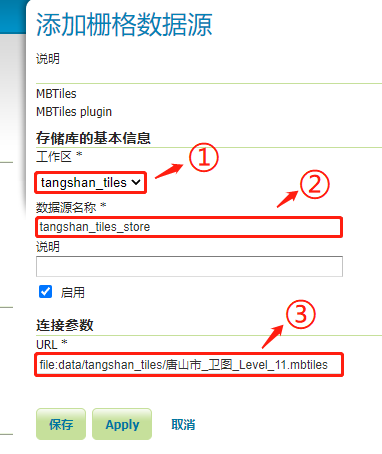 添加栅格数据源
说明
MBTiles
MBTiles plugin
存储库的基本信息
工作区 *
①
tangshan_tiles
②
数据源名称 *
tangshan_tiles_store
说明
启用
③
连接参数
URL *
file:data/tangshan_tiles/唐山市_卫图_Level_11.mbtiles
保存 Apply 取消